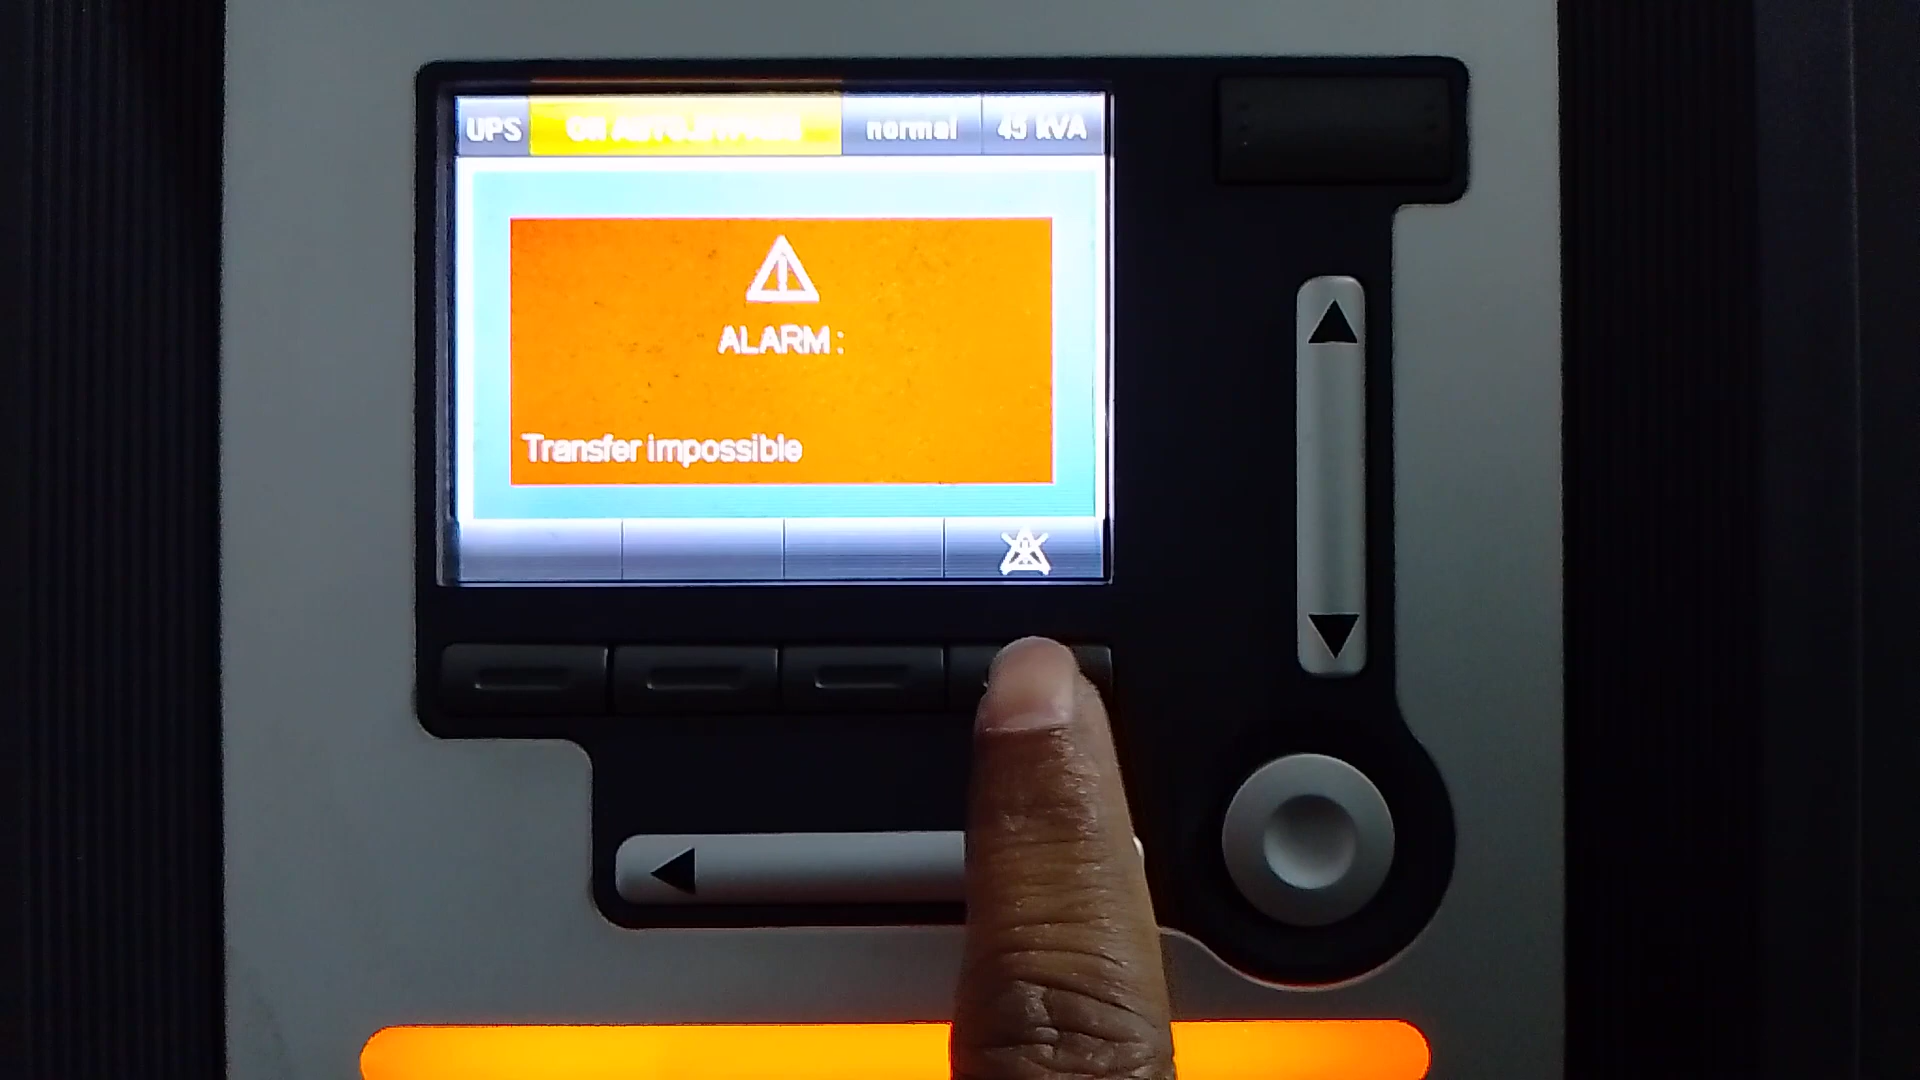 UPS
ON AUTO.BYPASS
normal
45 kVA
ALARM :
Transfer impossible